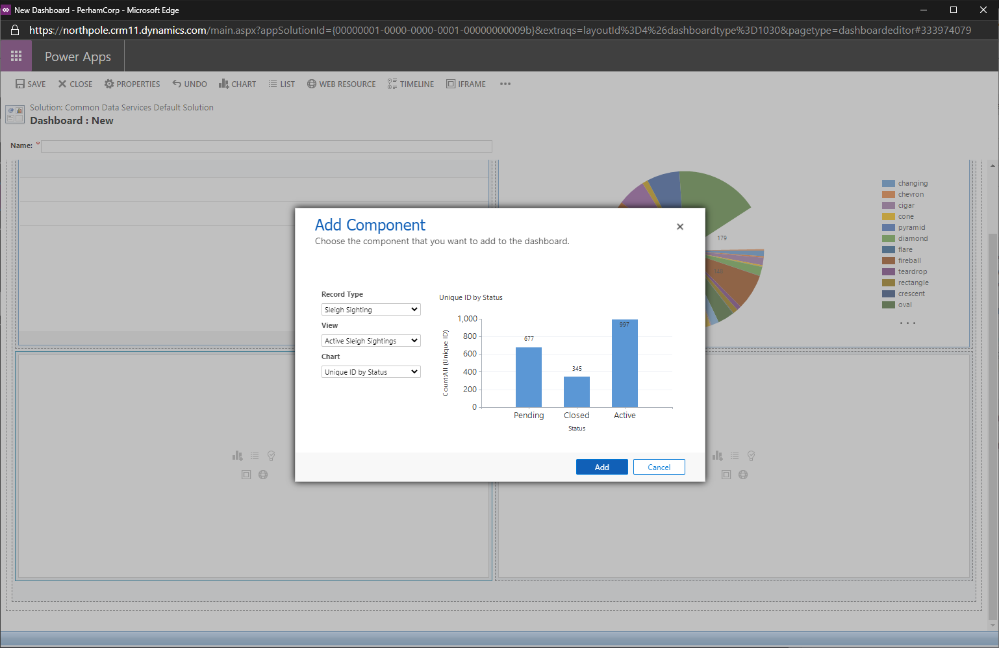 New Dashboard - PerhamCorp - Microsoft Edge
https://northpole.crm11.dynamics.com/main.aspx?appSolutionId={00000001-0000-0000-0001-00000000009b}&extraqs=layoutId%3D4%26dashboardtype%3D1030&pagetype=dashboardeditor#333974079
Power Apps
SAVE CLOSE PROPERTIES UNDO CHART LIST WEB RESOURCE TIMELINE IFRAME •••
Solution: Common Data Services Default Solution
Dashboard : New
Name: *
changing
chevron
cigar
cone
pyramid
diamond
flare
fireball
teardrop
rectangle
crescent
oval
• • •
179
146
Add Component
Choose the component that you want to add to the dashboard.
Record Type
Sleigh Sighting
View
Active Sleigh Sightings
Chart
Unique ID by Status
Unique ID by Status
1,000
800
600
400
200
0
Count:All (Unique ID)
677
345
997
Pending Closed Active
Status
Add Cancel